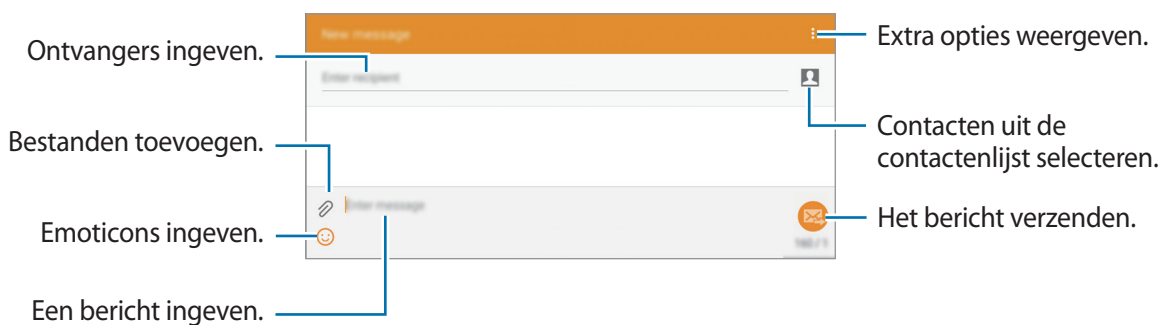 New message
Extra opties weergeven.
Ontvangers ingeven.
Enter recipient
Contacten uit de
contactenlijst selecteren.
Bestanden toevoegen.
Enter message
Het bericht verzenden.
Emoticons ingeven.
160 / 1
Een bericht ingeven.